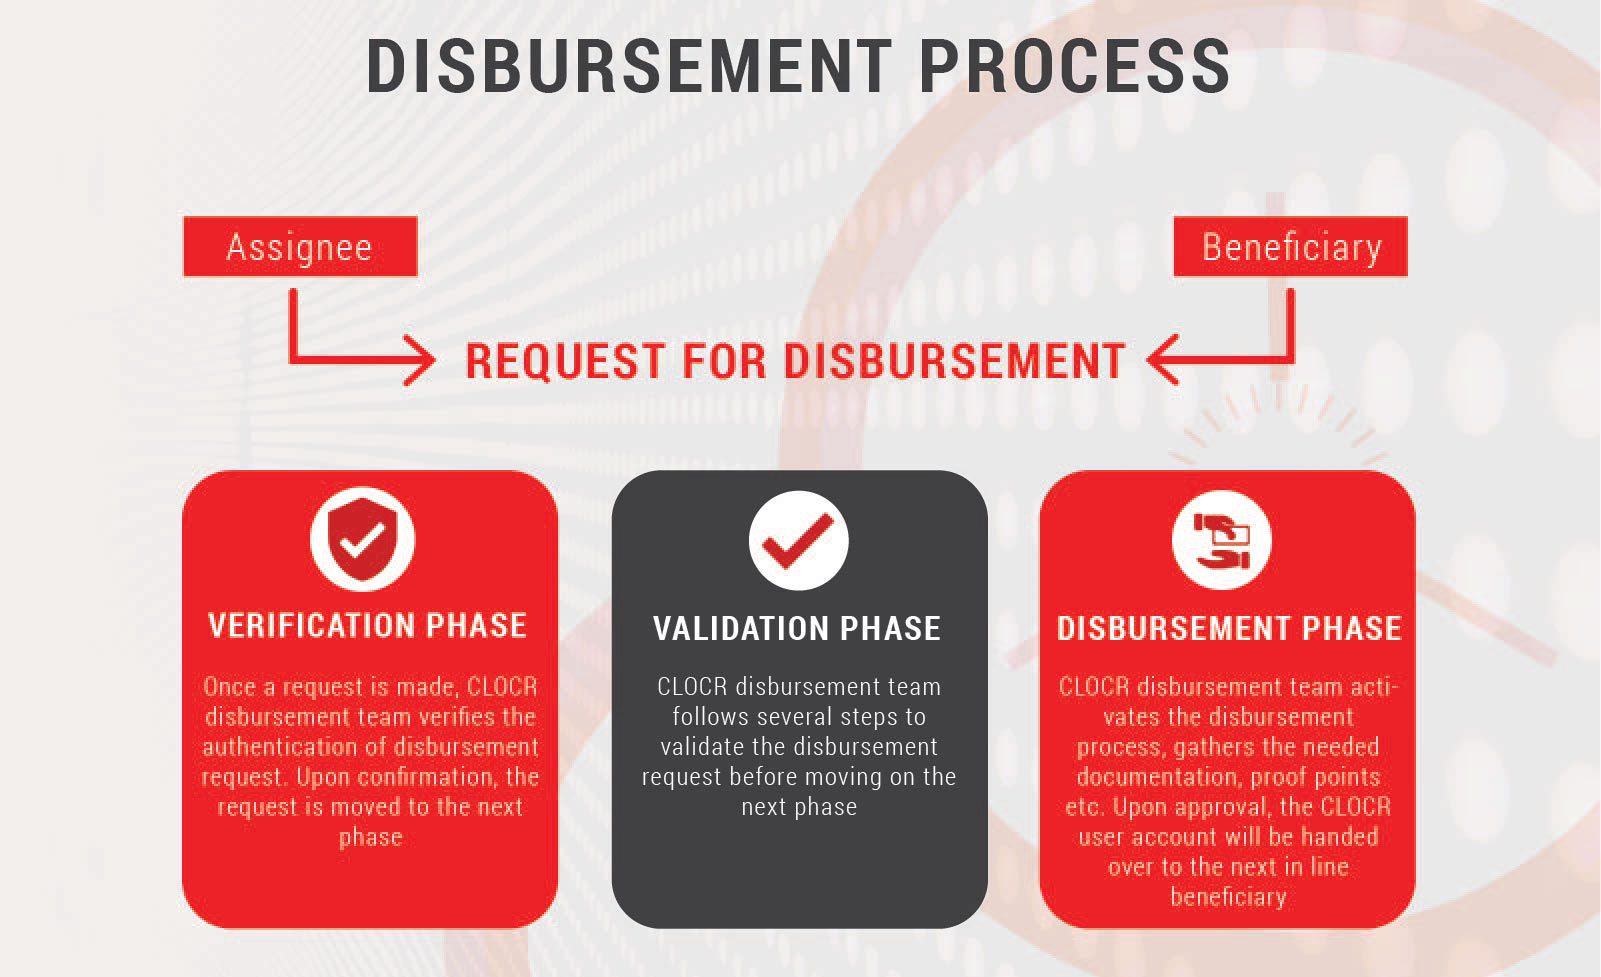 DISBURSEMENT PROCESS
Assignee
Beneficiary
REQUEST FOR DISBURSEMENT
VERIFICATION PHASE
Once a request is made, CLOCR
disbursement team verifies the
authentication of disbursement
request. Upon confirmation, the
request is moved to the next
phase
VALIDATION PHASE
CLOCR disbursement team
follows several steps to
validate the disbursement
request before moving on the
next phase
DISBURSEMENT PHASE
CLOCR disbursement team acti-
vates the disbursement
process, gathers the needed
documentation, proof points
etc. Upon approval, the CLOCR
user account will be handed
over to the next in line
beneficiary